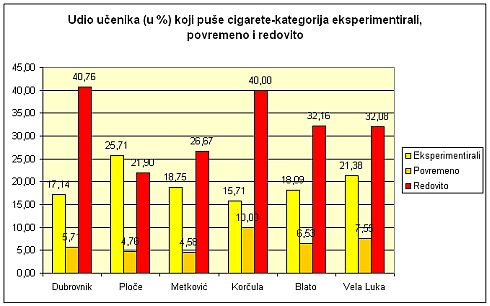 Udio učenika (u %) koji puše cigarete-kategorija eksperimentirali,
povremeno i redovito
45,00
40,00
35,00
30,00
25,00
20,00
15,00
10,00
5,00
0,00
17,14
5,71
40,76
25,71
4,76
21,90
18,75
4,58
26,67
15,71
10,00
40,00
18,09
6,53
32,16
21,38
7,55
32,08
Dubrovnik
Ploče
Metković
Korčula
Blato
Vela Luka
Eksperimentirali
Povremeno
Redovito